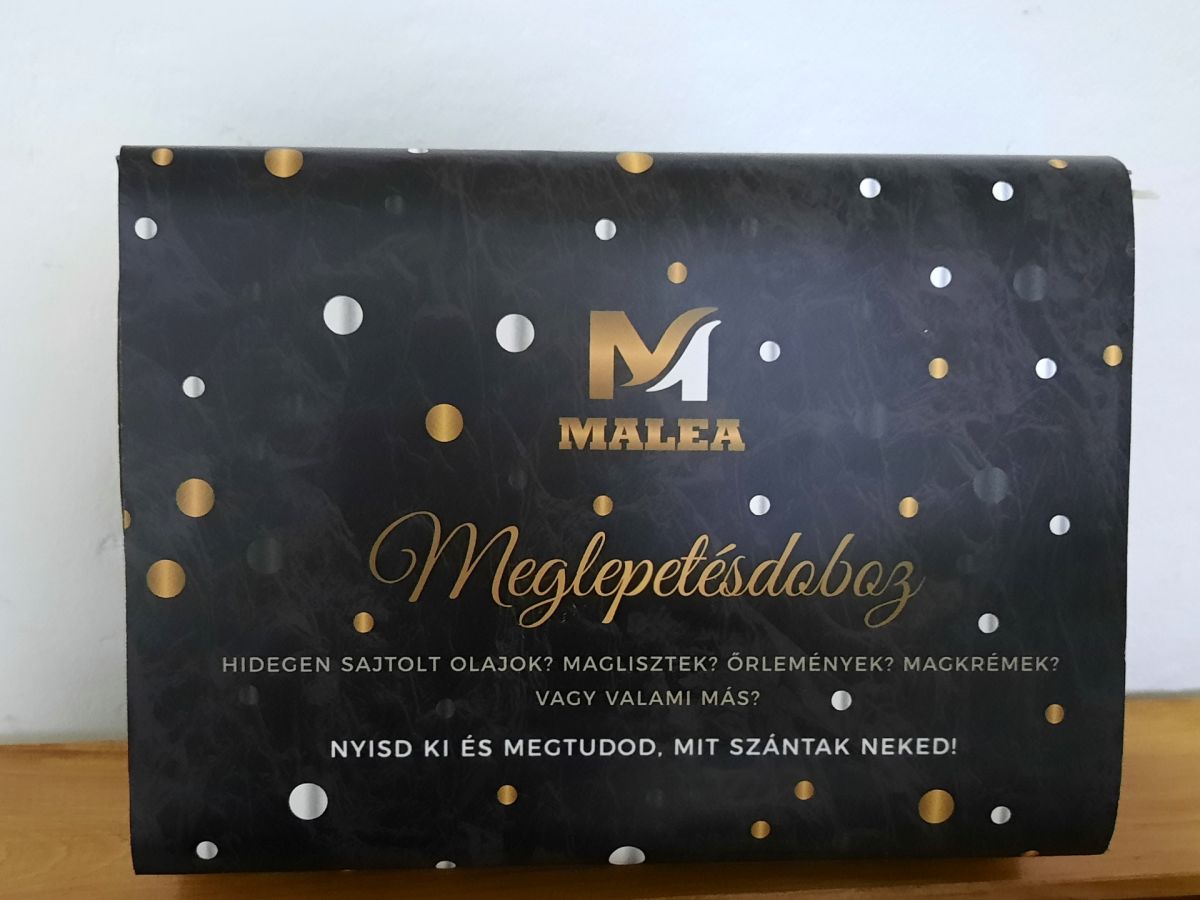 MALEA
Meglepetésdoboz
HIDEGEN SAJTOLT OLAJOK? MAGLISZTEK? ŐRLEMÉNYEK? MAGKRÉMEK?
VAGY VALAMI MÁS?
NYISD KI ÉS MEGTUDOD, MIT SZÁNTAK NEKED!